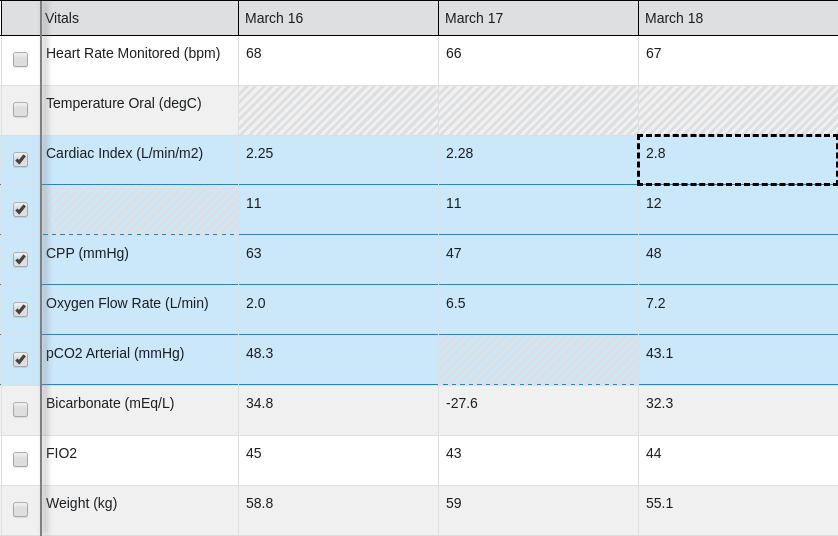 Vitals March 16 March 17 March 18
Heart Rate Monitored (bpm) 68 66 67
Temperature Oral (degC)
Cardiac Index (L/min/m2) 2.25 2.28 2.8
11 11 12
CPP (mmHg) 63 47 48
Oxygen Flow Rate (L/min) 2.0 6.5 7.2
pCO2 Arterial (mmHg) 48.3 43.1
Bicarbonate (mEq/L) 34.8 -27.6 32.3
FIO2 45 43 44
Weight (kg) 58.8 59 55.1